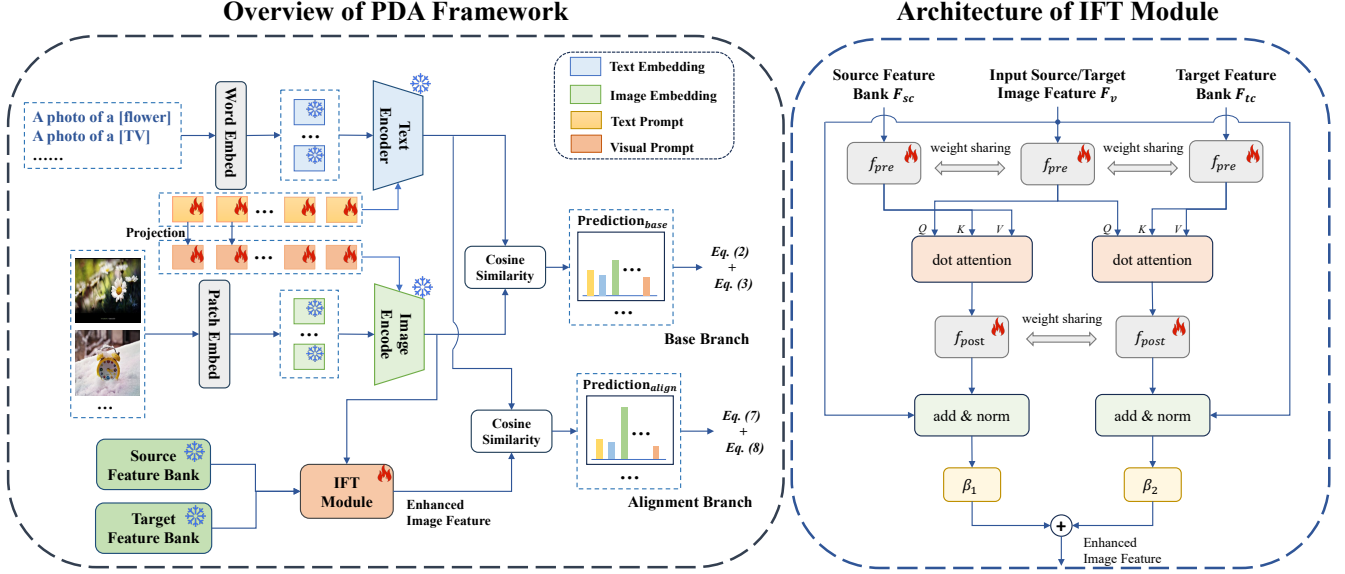 Overview of PDA Framework
A photo of a [flower]
A photo of a [TV]
......
Word Embed
...
Text
Encoder
Text Embedding
Image Embedding
Text Prompt
Visual Prompt
...
Projection
...
Patch Embed
...
Image
Encode
...
Cosine
Similarity
Prediction_base
...
...
Eq. (2)
+
Eq. (3)
Base Branch
Source
Feature Bank
Target
Feature Bank
IFT
Module
Enhanced
Image Feature
Cosine
Similarity
Prediction_align
...
...
Eq. (7)
+
Eq. (8)
Alignment Branch
Architecture of IFT Module
Source Feature
Bank F_sc
Input Source/Target
Image Feature F_v
Target Feature
Bank F_tc
f_pre
weight sharing
f_pre
weight sharing
f_pre
Q K V
Q K V
dot attention
dot attention
f_post
weight sharing
f_post
add & norm
add & norm
β₁
β₂
+
Enhanced
Image Feature